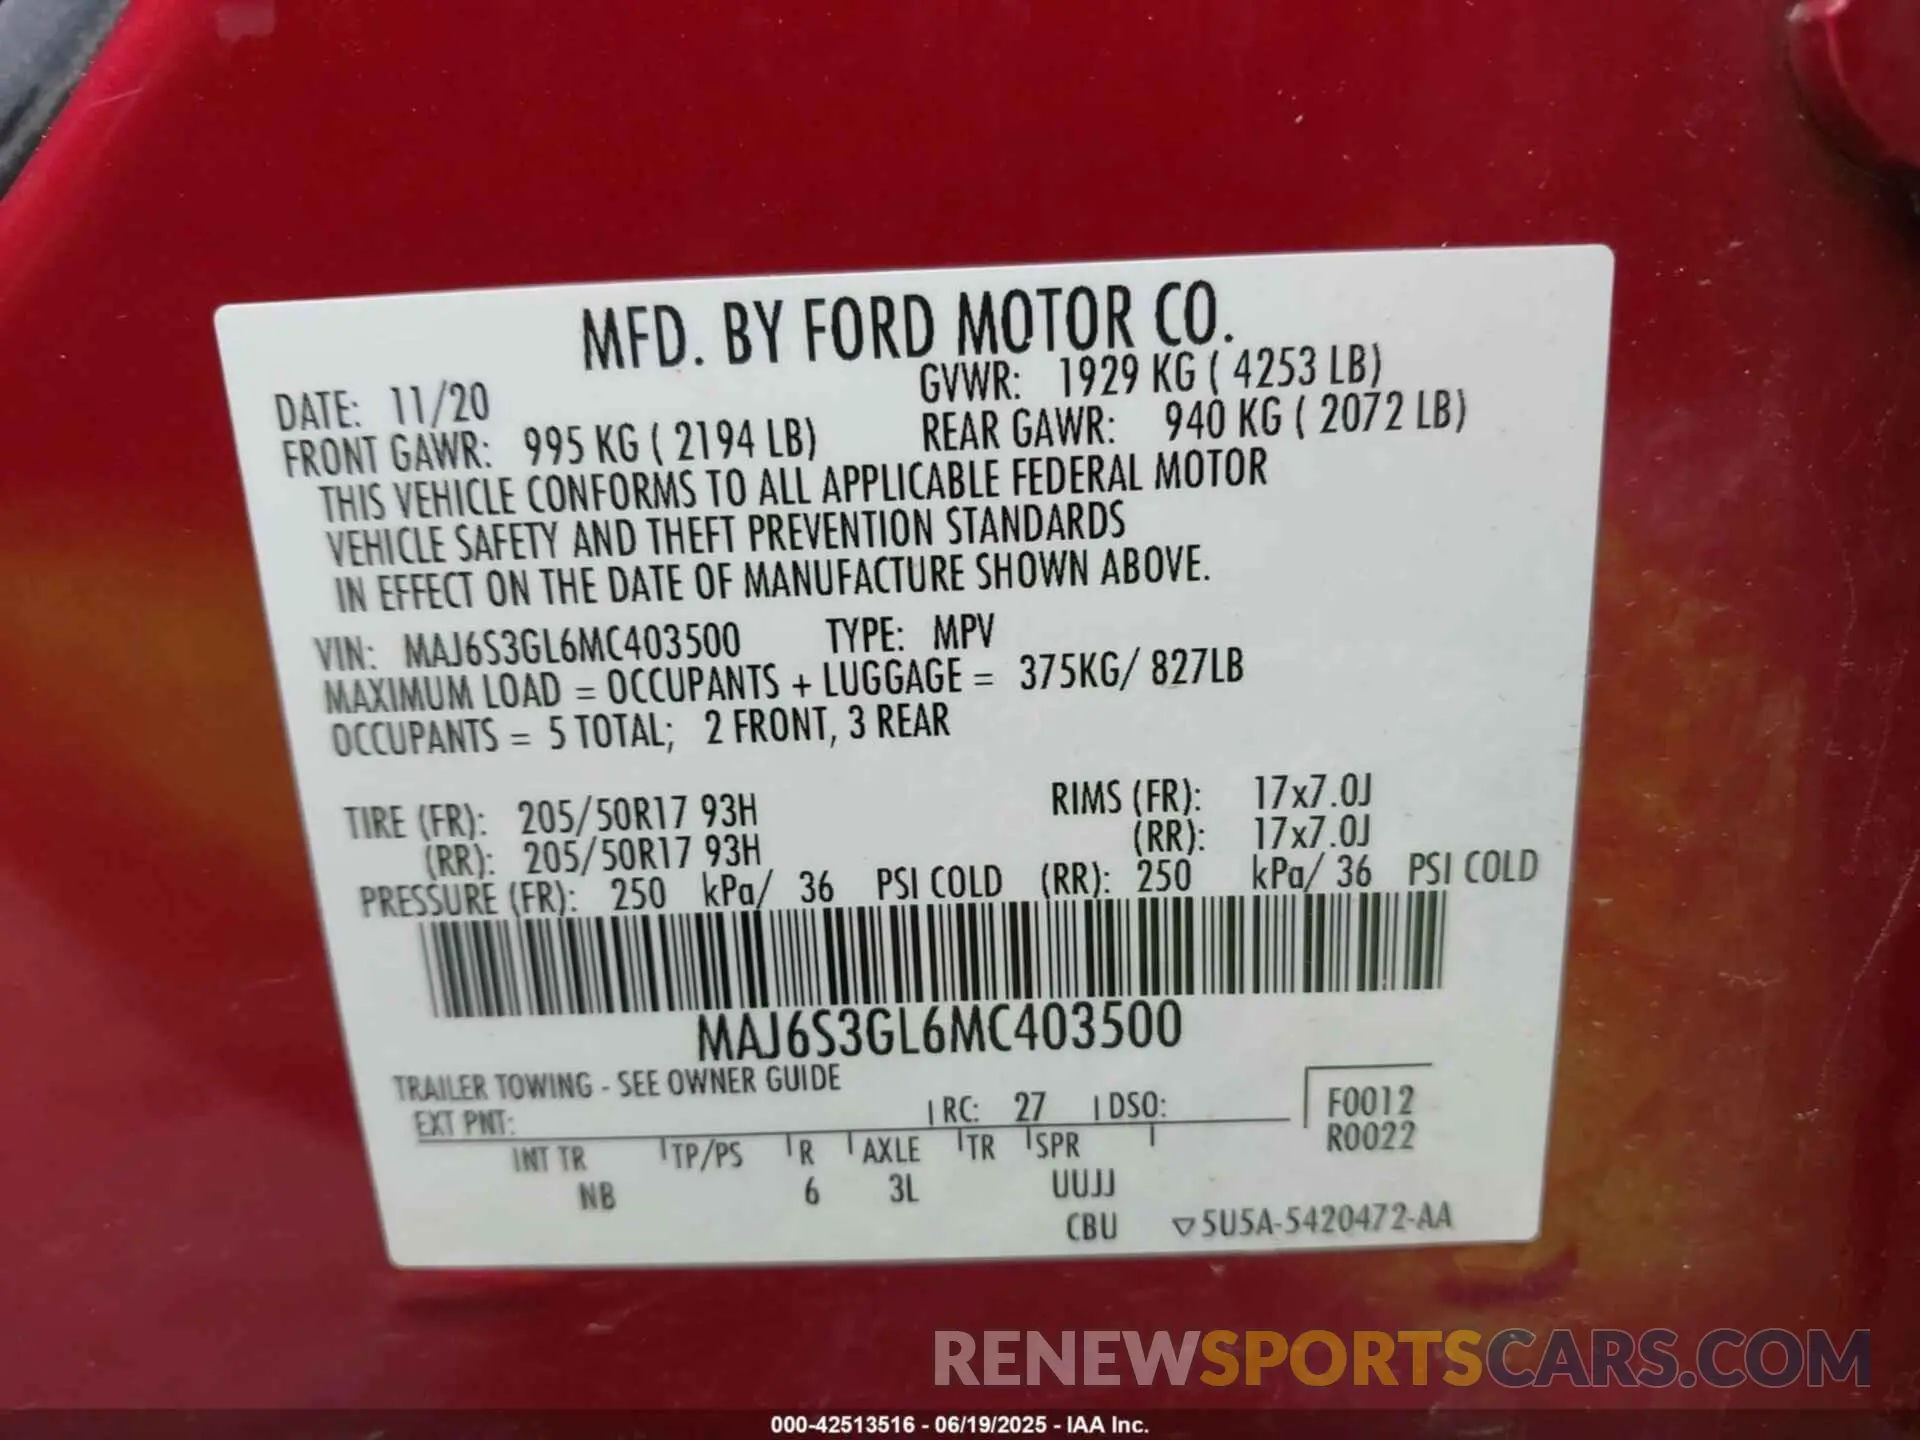 MFD. BY FORD MOTOR CO.
DATE: 11/20 GVWR: 1929 KG ( 4253 LB)
FRONT GAWR: 995 KG ( 2194 LB) REAR GAWR: 940 KG ( 2072 LB)
THIS VEHICLE CONFORMS TO ALL APPLICABLE FEDERAL MOTOR
VEHICLE SAFETY AND THEFT PREVENTION STANDARDS
IN EFFECT ON THE DATE OF MANUFACTURE SHOWN ABOVE.
VIN: MAJ6S3GL6MC403500 TYPE: MPV
MAXIMUM LOAD = OCCUPANTS + LUGGAGE = 375KG/ 827LB
OCCUPANTS = 5 TOTAL; 2 FRONT, 3 REAR
TIRE (FR): 205/50R17 93H RIMS (FR): 17x7.0J
(RR): 205/50R17 93H (RR): 17x7.0J
PRESSURE (FR): 250 kPa/ 36 PSI COLD (RR): 250 kPa/ 36 PSI COLD
MAJ6S3GL6MC403500
TRAILER TOWING - SEE OWNER GUIDE
EXT PNT: RC: 27 DSO: F0012
INT TR TP/PS R AXLE TR SPR R0022
NB 6 3L UUJJ
CBU ▽5U5A-5420472-AA
RENEWSPORTSCARS.COM
000-42513516 - 06/19/2025 - IAA Inc.